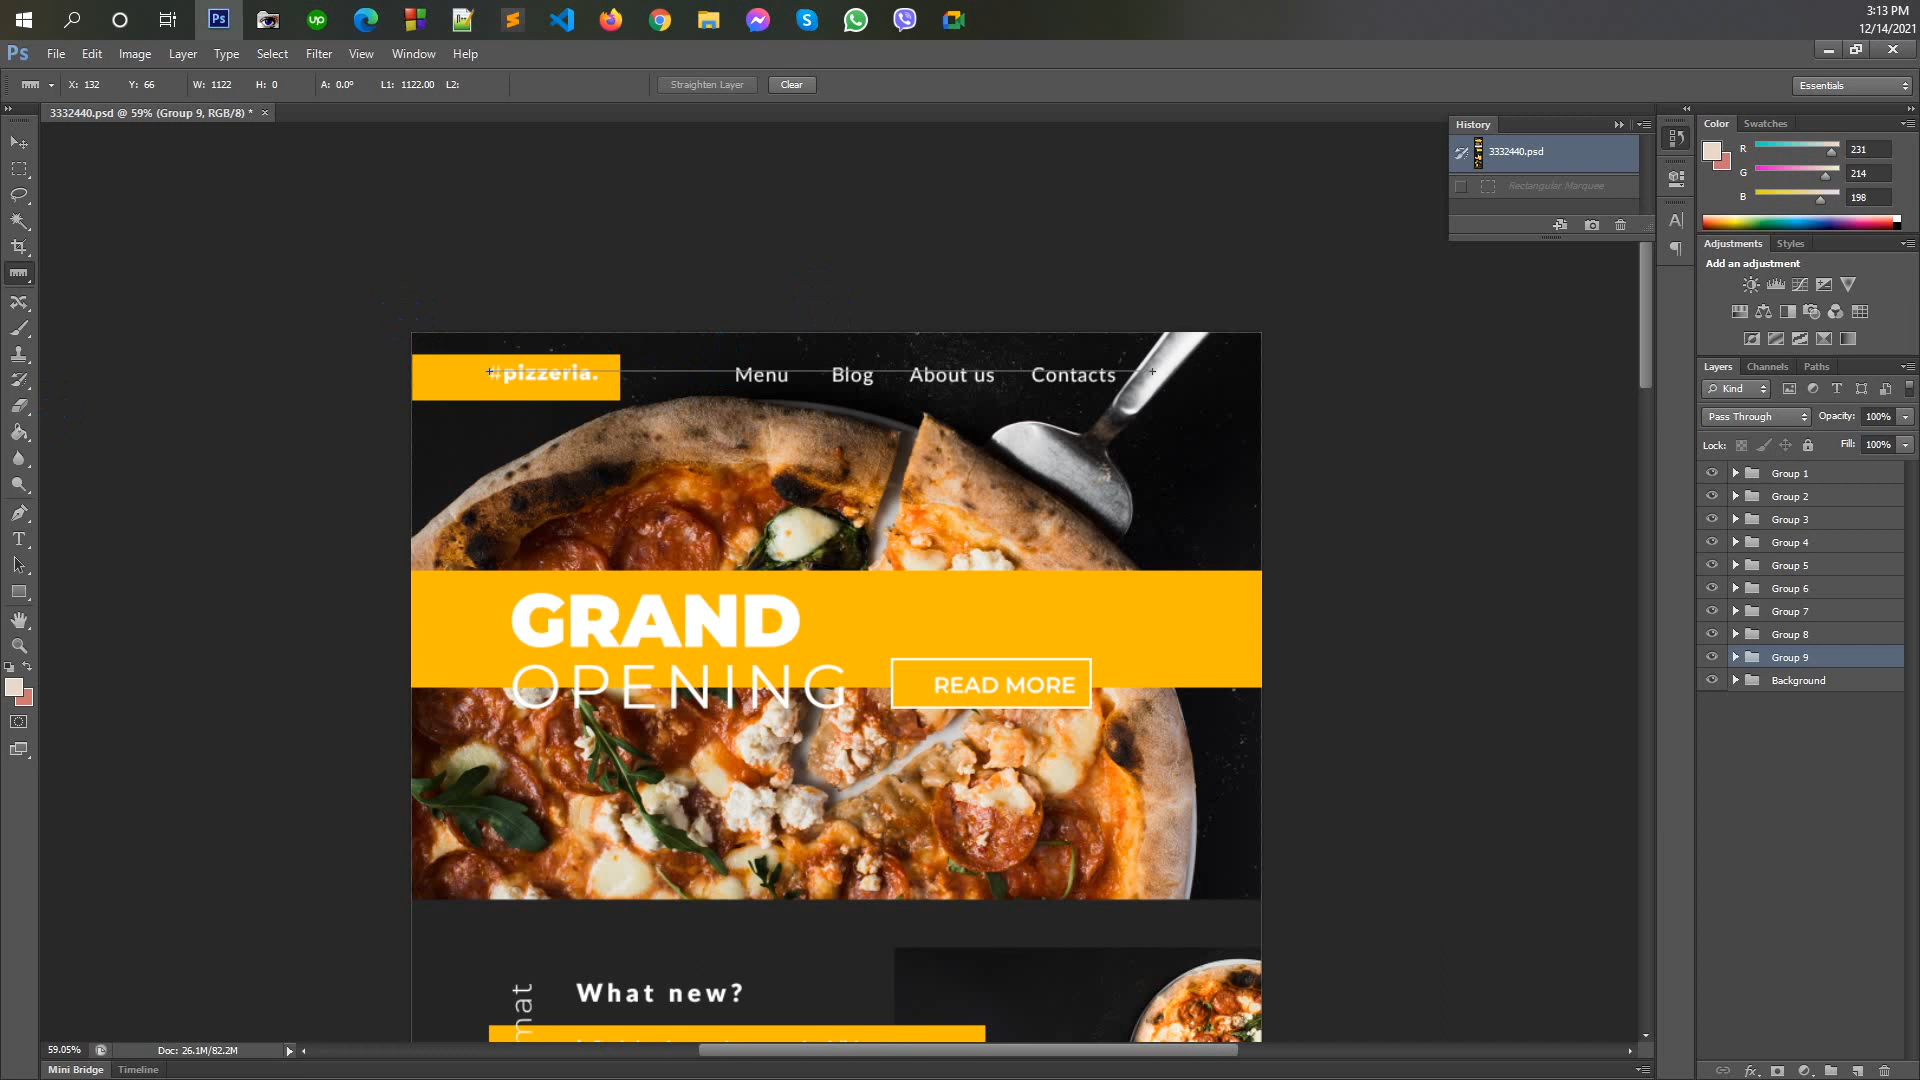 3:13 PM
12/14/2021
Ps
up
Ps File Edit Image Layer Type Select Filter View Window Help
X: 132 Y: 66 W: 1122 H: 0 A: 0.0° L1: 1122.00 L2: Straighten Layer Clear Essentials
3332440.psd @ 59% (Group 9, RGB/8) * ×
History
3332440.psd
Rectangular Marquee
Color Swatches
R 231
G 214
B 198
Adjustments Styles
Add an adjustment
Layers Channels Paths
Kind
Pass Through Opacity: 100%
Lock: Fill: 100%
Group 1
Group 2
Group 3
Group 4
Group 5
Group 6
Group 7
Group 8
Group 9
Background
#pizzeria. Menu Blog About us Contacts
GRAND
OPENING
READ MORE
What new?
mat
59.05% Doc: 26.1M/82.2M
Mini Bridge Timeline